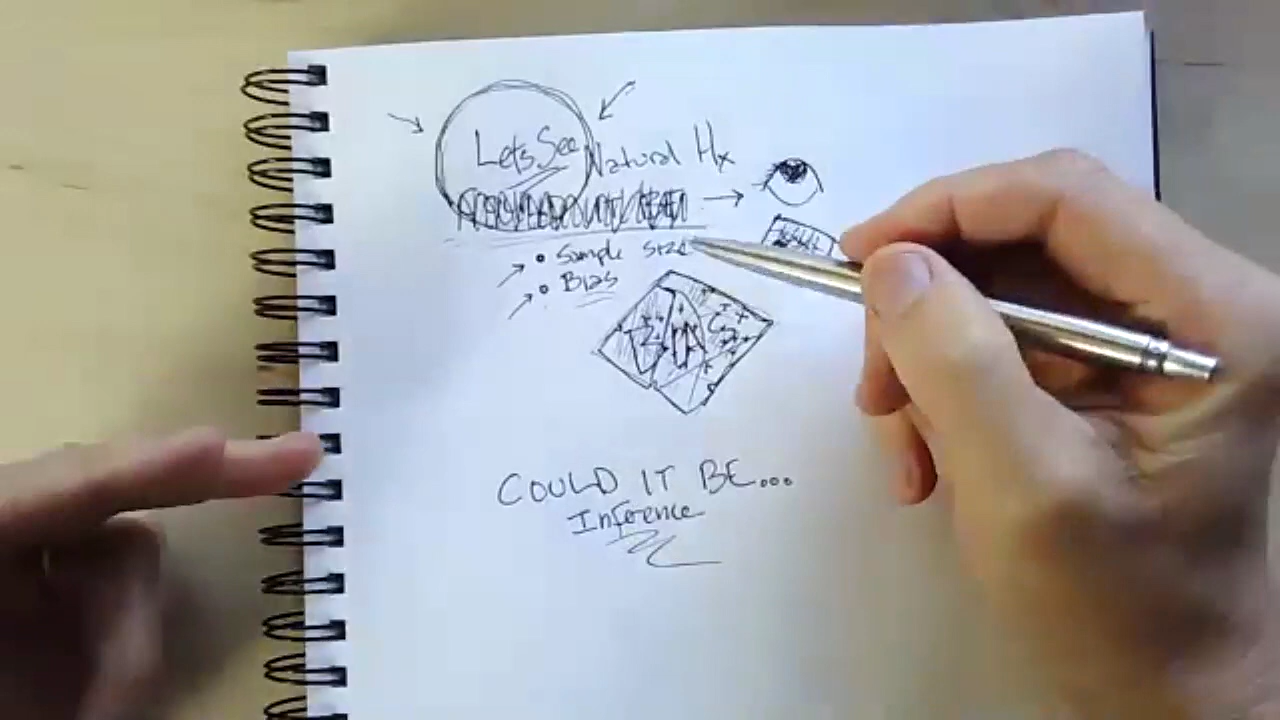 Lets See
Natural Hx
Sample size
Bias
COULD IT BE...
Inference